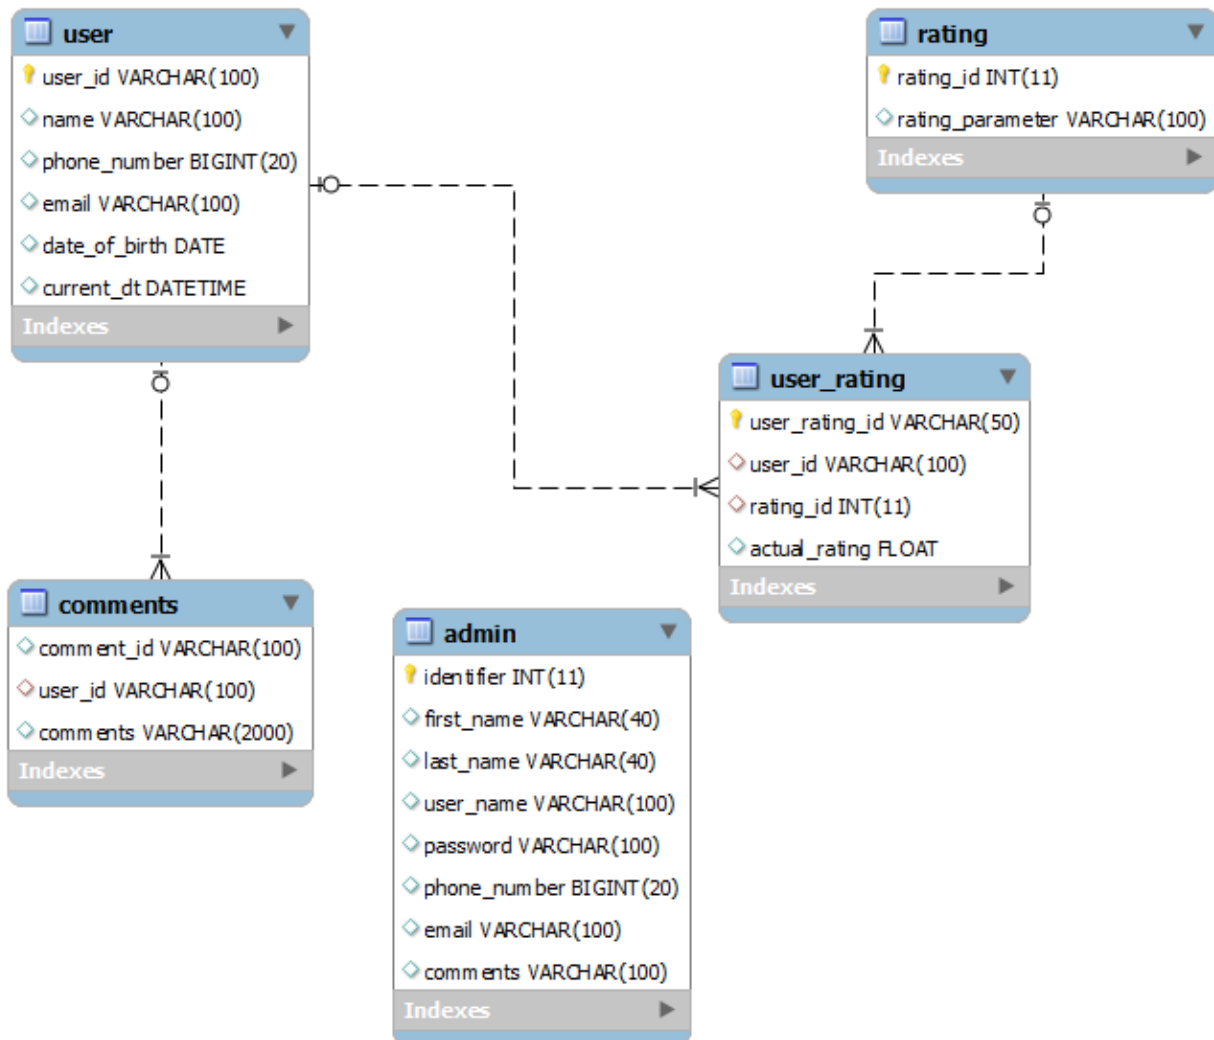 user
user_id VARCHAR(100)
name VARCHAR(100)
phone_number BIGINT(20)
email VARCHAR(100)
date_of_birth DATE
current_dt DATETIME
Indexes
rating
rating_id INT(11)
rating_parameter VARCHAR(100)
Indexes
user_rating
user_rating_id VARCHAR(50)
user_id VARCHAR(100)
rating_id INT(11)
actual_rating FLOAT
Indexes
comments
comment_id VARCHAR(100)
user_id VARCHAR(100)
comments VARCHAR(2000)
Indexes
admin
identifier INT(11)
first_name VARCHAR(40)
last_name VARCHAR(40)
user_name VARCHAR(100)
password VARCHAR(100)
phone_number BIGINT(20)
email VARCHAR(100)
comments VARCHAR(100)
Indexes